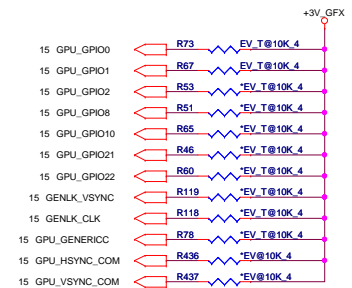 +3V_GFX
15 GPU_GPIO0 R73 EV_T@10K_4
15 GPU_GPIO1 R67 EV_T@10K_4
15 GPU_GPIO2 R53 *EV_T@10K_4
15 GPU_GPIO8 R51 *EV_T@10K_4
15 GPU_GPIO10 R65 *EV_T@10K_4
15 GPU_GPIO21 R46 *EV_T@10K_4
15 GPU_GPIO22 R60 *EV_T@10K_4
15 GENLK_VSYNC R119 *EV_T@10K_4
15 GENLK_CLK R118 *EV_T@10K_4
15 GPU_GENERICC R78 *EV_T@10K_4
15 GPU_HSYNC_COM R436 *EV@10K_4
15 GPU_VSYNC_COM R437 *EV@10K_4